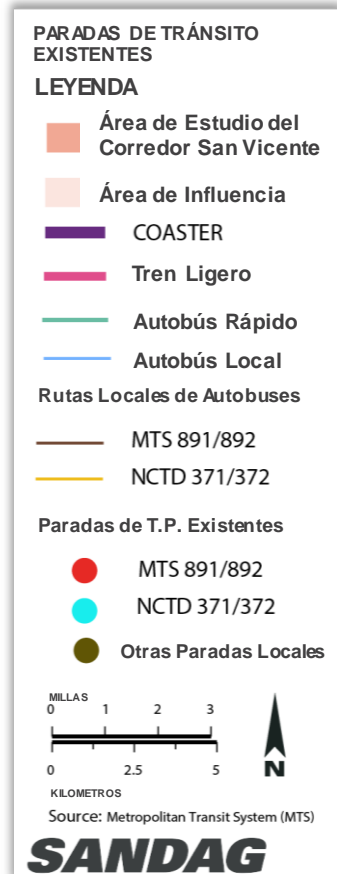 PARADAS DE TRÁNSITO
EXISTENTES
LEYENDA
Área de Estudio del
Corredor San Vicente
Área de Influencia
COASTER
Tren Ligero
Autobús Rápido
Autobús Local
Rutas Locales de Autobuses
MTS 891/892
NCTD 371/372
Paradas de T.P. Existentes
MTS 891/892
NCTD 371/372
Otras Paradas Locales
MILLAS
0 1 2 3
0 2.5 5
KILOMETROS
N
Source: Metropolitan Transit System (MTS)
SANDAG